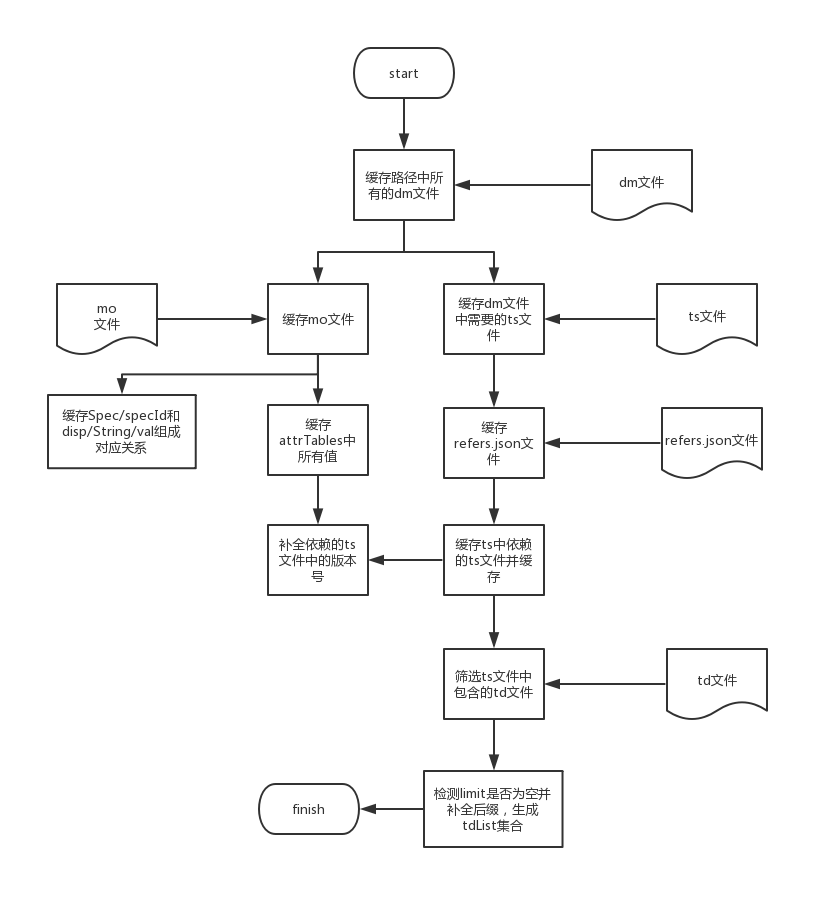 start
缓存路径中所
有的dm文件
dm文件
mo
文件
缓存mo文件
缓存dm文件
中需要的ts文
件
ts文件
缓存Spec/specId和
disp/String/val组成
对应关系
缓存
attrTables中
所有值
缓存
refers.json文
件
refers.json文件
补全依赖的ts
文件中的版本
号
缓存ts中依赖
的ts文件并缓
存
筛选ts文件中
包含的td文件
td文件
finish
检测limit是否为空并
补全后缀，生成
tdList集合